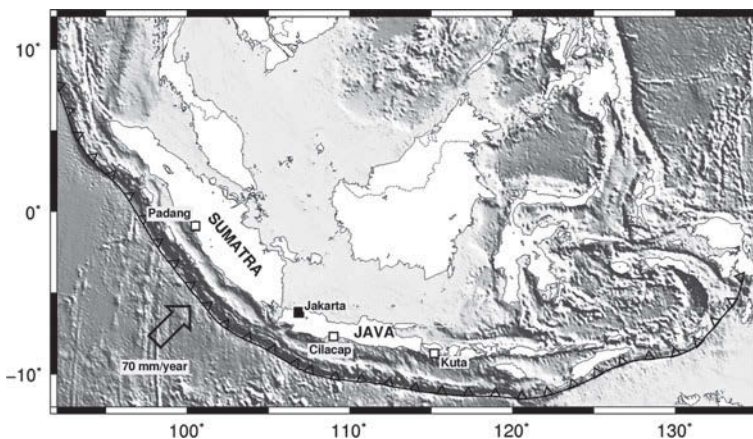 10°
0°
−10°
Padang
SUMATRA
Jakarta
JAVA
Cilacap
Kuta
70 mm/year
100°
110°
120°
130°